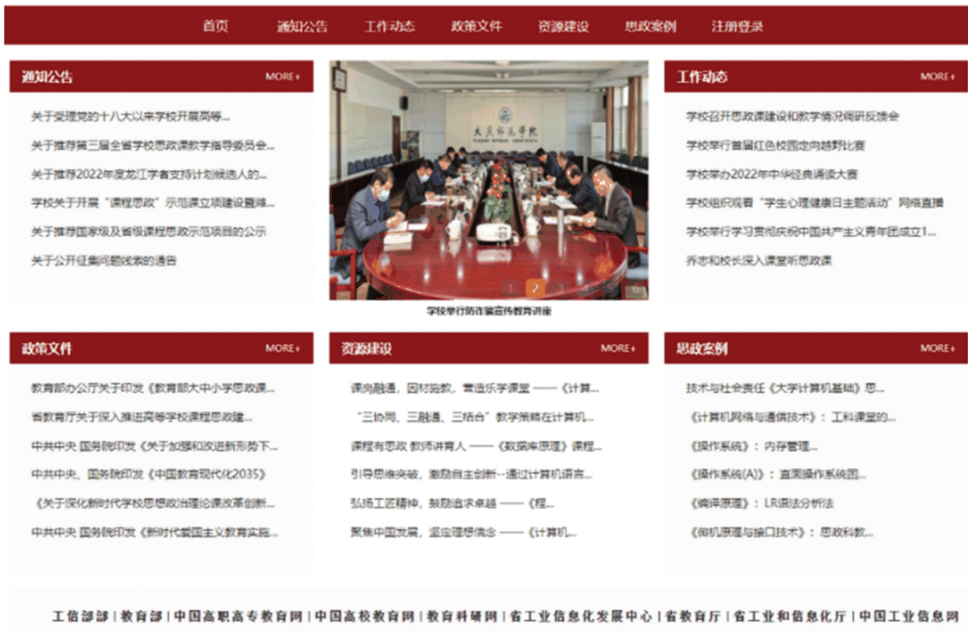 首页 通知公告 工作动态 政策文件 资源建设 思政案例 注册登录
通知公告 MORE+
关于受理党的十八大以来学校开展高等...
关于推荐第三届全省学校思政课教学指导委员会...
关于推荐2022年度龙江学者支持计划候选人的...
学校关于开展“课程思政”示范课立项建设暨...
关于推荐国家级及省级课程思政示范项目的公示
关于公开征集问题线索的通告
大庆师范学院
1 2
学校举行防诈骗宣传教育讲座
工作动态 MORE+
学校召开思政课建设和教学情况调研反馈会
学校举行首届红色校园定向越野比赛
学校举办2022年中华经典诵读大赛
学校组织观看“学生心理健康日主题活动”网络直播
学校举行学习贯彻庆祝中国共产主义青年团成立1...
乔志和校长深入课堂听思政课
政策文件 MORE+
教育部办公厅关于印发《教育部大中小学思政课...
省教育厅关于深入推进高等学校课程思政建...
中共中央 国务院印发《关于加强和改进新形势下...
中共中央、国务院印发《中国教育现代化2035》
《关于深化新时代学校思想政治理论课改革创新...
中共中央 国务院印发《新时代爱国主义教育实施...
资源建设 MORE+
课岗融通，因材施教，营造乐学课堂 ——《计算...
“三协同、三融通、三结合”教学策略在计算机...
课程有思政 教师讲育人 ——《数据库原理》课程...
引导思维突破，激励自主创新--通过计算机语言...
弘扬工匠精神，鼓励追求卓越 ——《程...
聚焦中国发展，坚定理想信念 ——《计算机...
思政案例 MORE+
技术与社会责任《大学计算机基础》思...
《计算机网络与通信技术》：工科课堂的...
《操作系统》：内存管理...
《操作系统(A)》：直面操作系统困...
《编译原理》：LR语法分析法
《微机原理与接口技术》：思政科教...
工信部部 | 教育部 | 中国高职高专教育网 | 中国高校教育网 | 教育科研网 | 省工业信息化发展中心 | 省教育厅 | 省工业和信息化厅 | 中国工业信息网